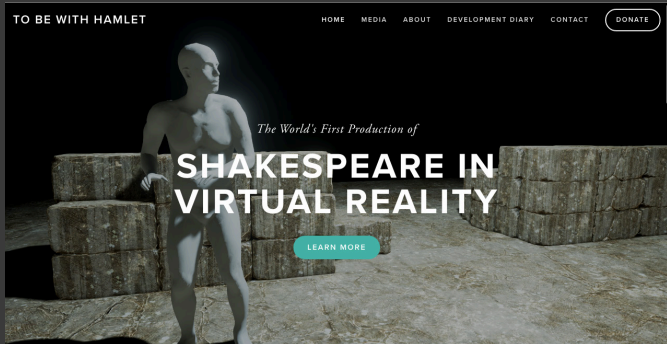 TO BE WITH HAMLET
HOME MEDIA ABOUT DEVELOPMENT DIARY CONTACT DONATE
The World's First Production of
SHAKESPEARE IN
VIRTUAL REALITY
LEARN MORE